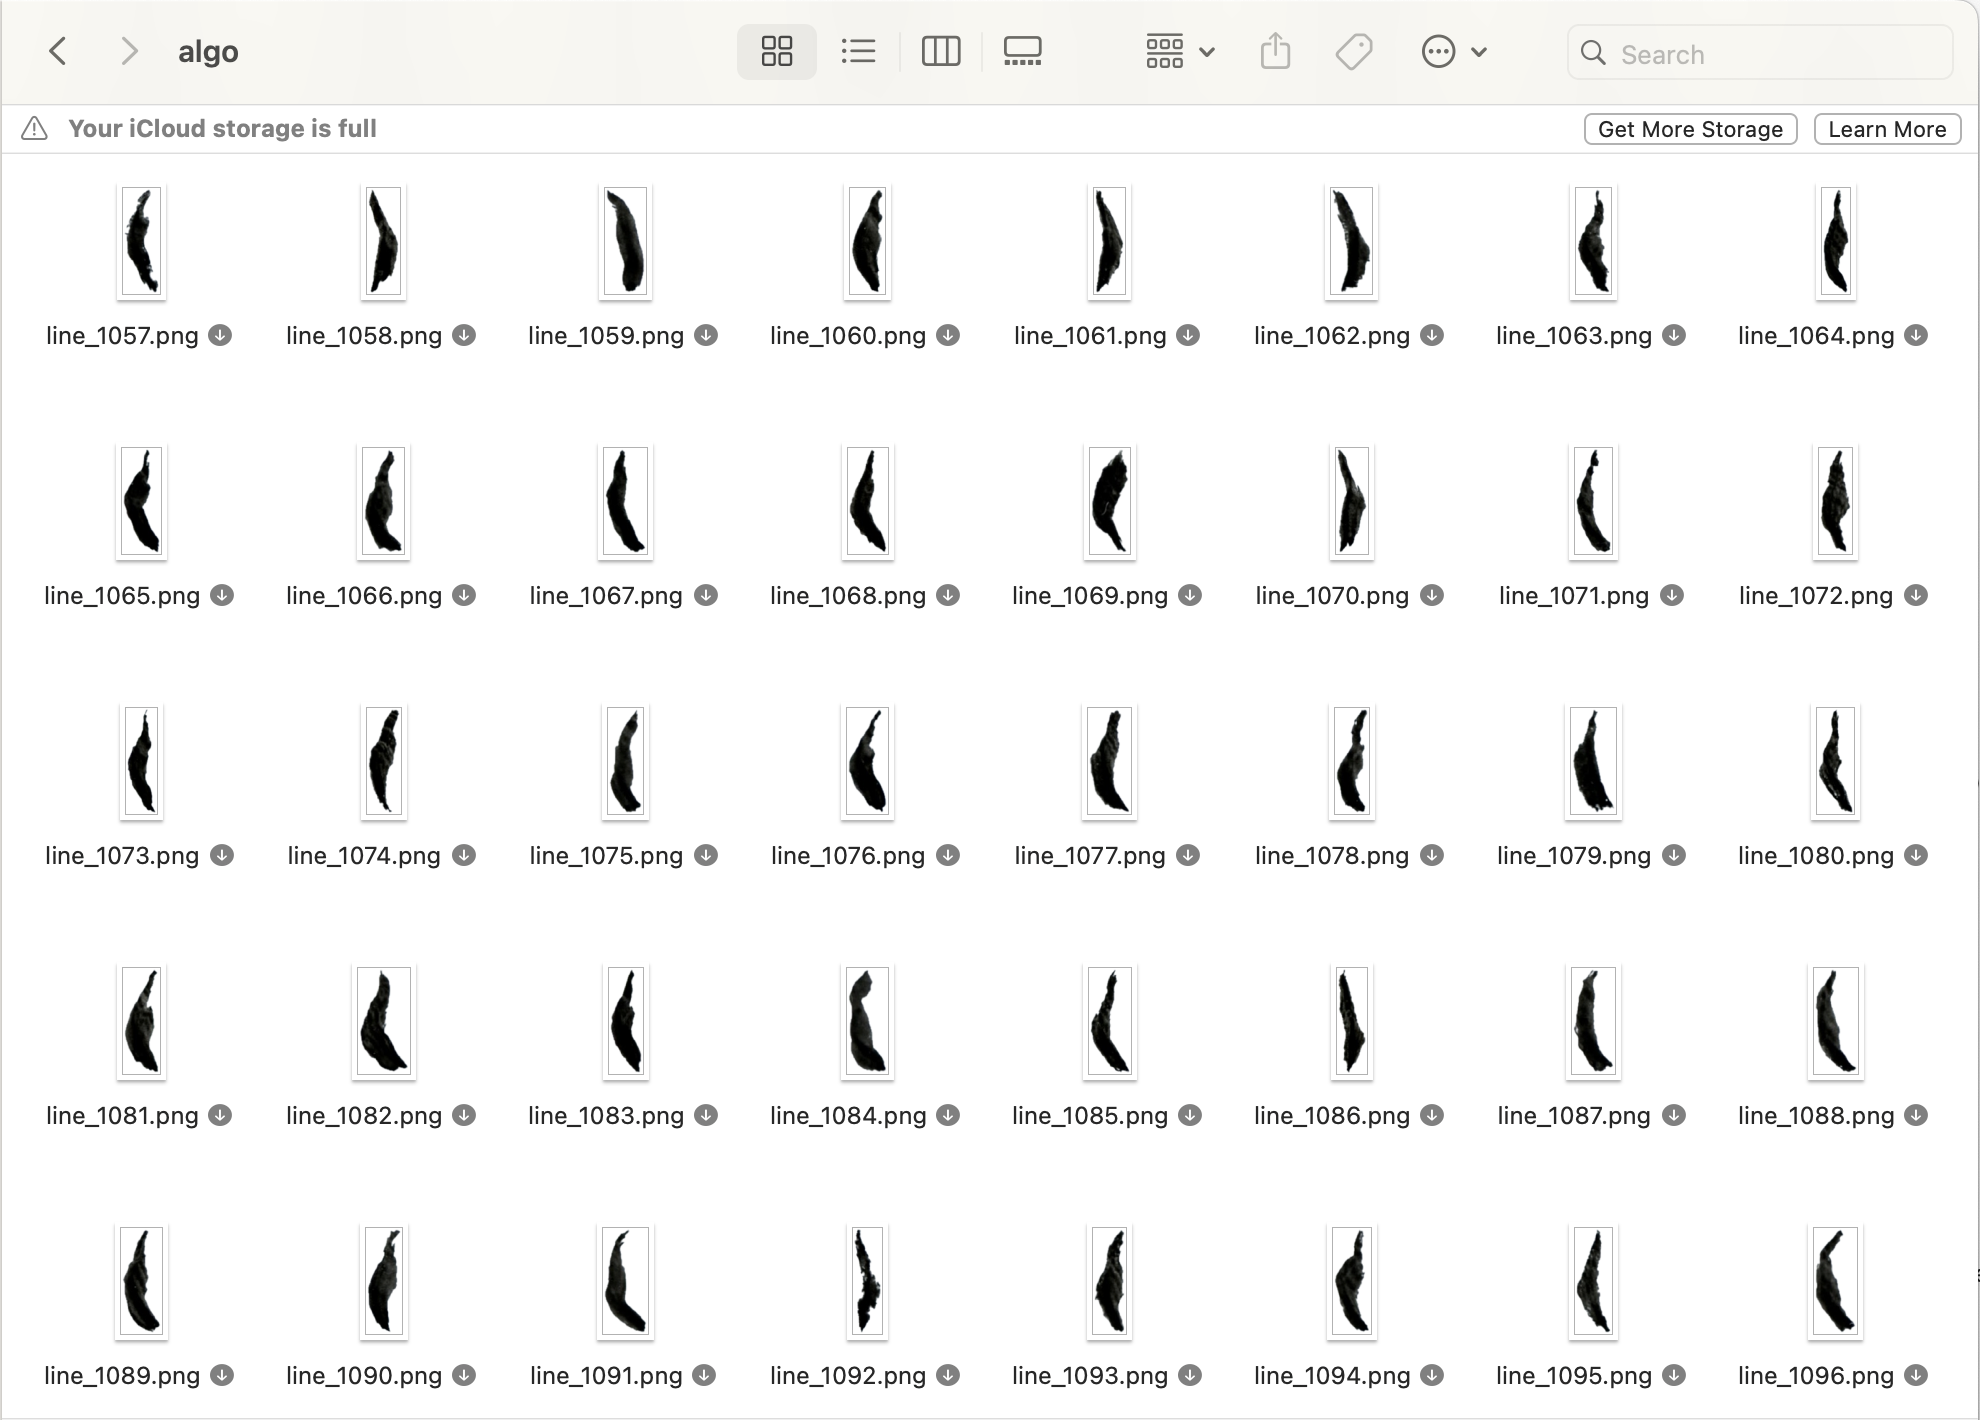 algo
Search
Your iCloud storage is full
Get More Storage
Learn More
line_1057.png
line_1058.png
line_1059.png
line_1060.png
line_1061.png
line_1062.png
line_1063.png
line_1064.png
line_1065.png
line_1066.png
line_1067.png
line_1068.png
line_1069.png
line_1070.png
line_1071.png
line_1072.png
line_1073.png
line_1074.png
line_1075.png
line_1076.png
line_1077.png
line_1078.png
line_1079.png
line_1080.png
line_1081.png
line_1082.png
line_1083.png
line_1084.png
line_1085.png
line_1086.png
line_1087.png
line_1088.png
line_1089.png
line_1090.png
line_1091.png
line_1092.png
line_1093.png
line_1094.png
line_1095.png
line_1096.png